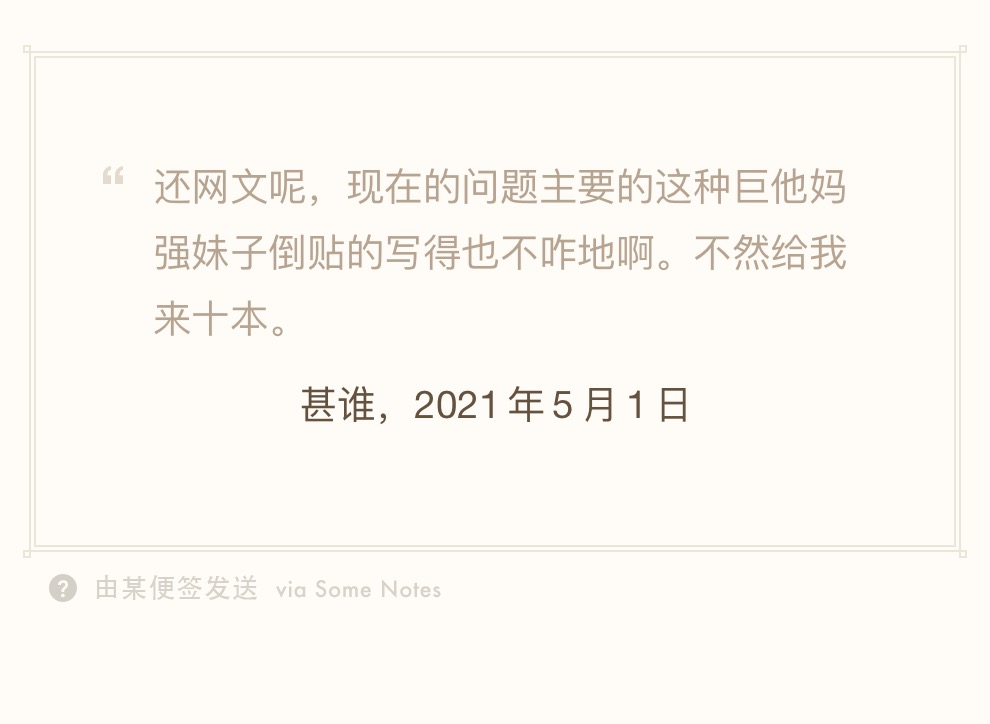 “ 还网文呢，现在的问题主要的这种巨他妈
强妹子倒贴的写得也不咋地啊。不然给我
来十本。
甚谁，2021 年 5 月 1 日
? 由某便签发送 via Some Notes